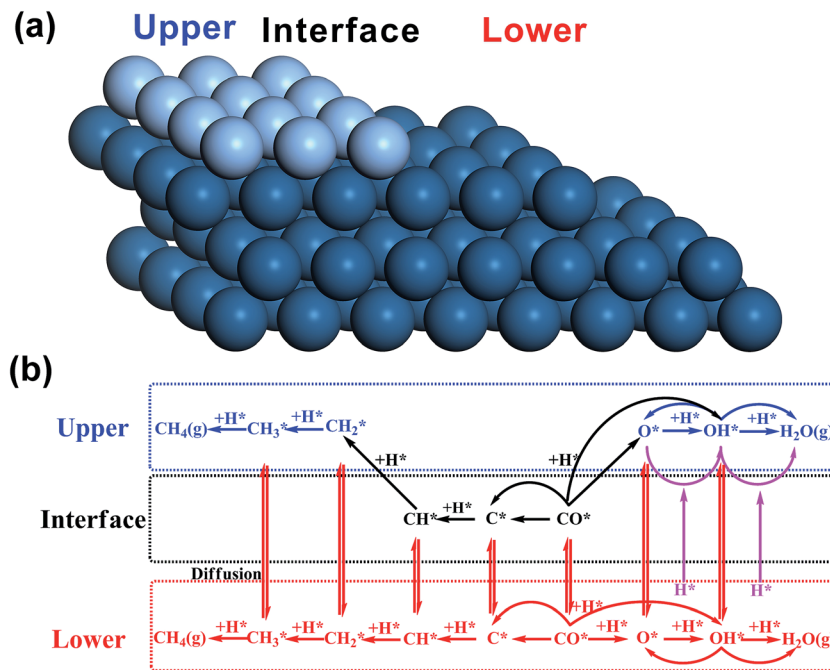 (a)
Upper Interface Lower
(b)
+H* +H* +H* +H*
Upper CH₄(g) CH₃* CH₂* O* OH* H₂O(g)
+H* +H*
+H*
Interface CH* C* CO*
Diffusion H* H*
+H*
+H* +H* +H* +H* +H* +H* +H*
Lower CH₄(g) CH₃* CH₂* CH* C* CO* O* OH* H₂O(g)